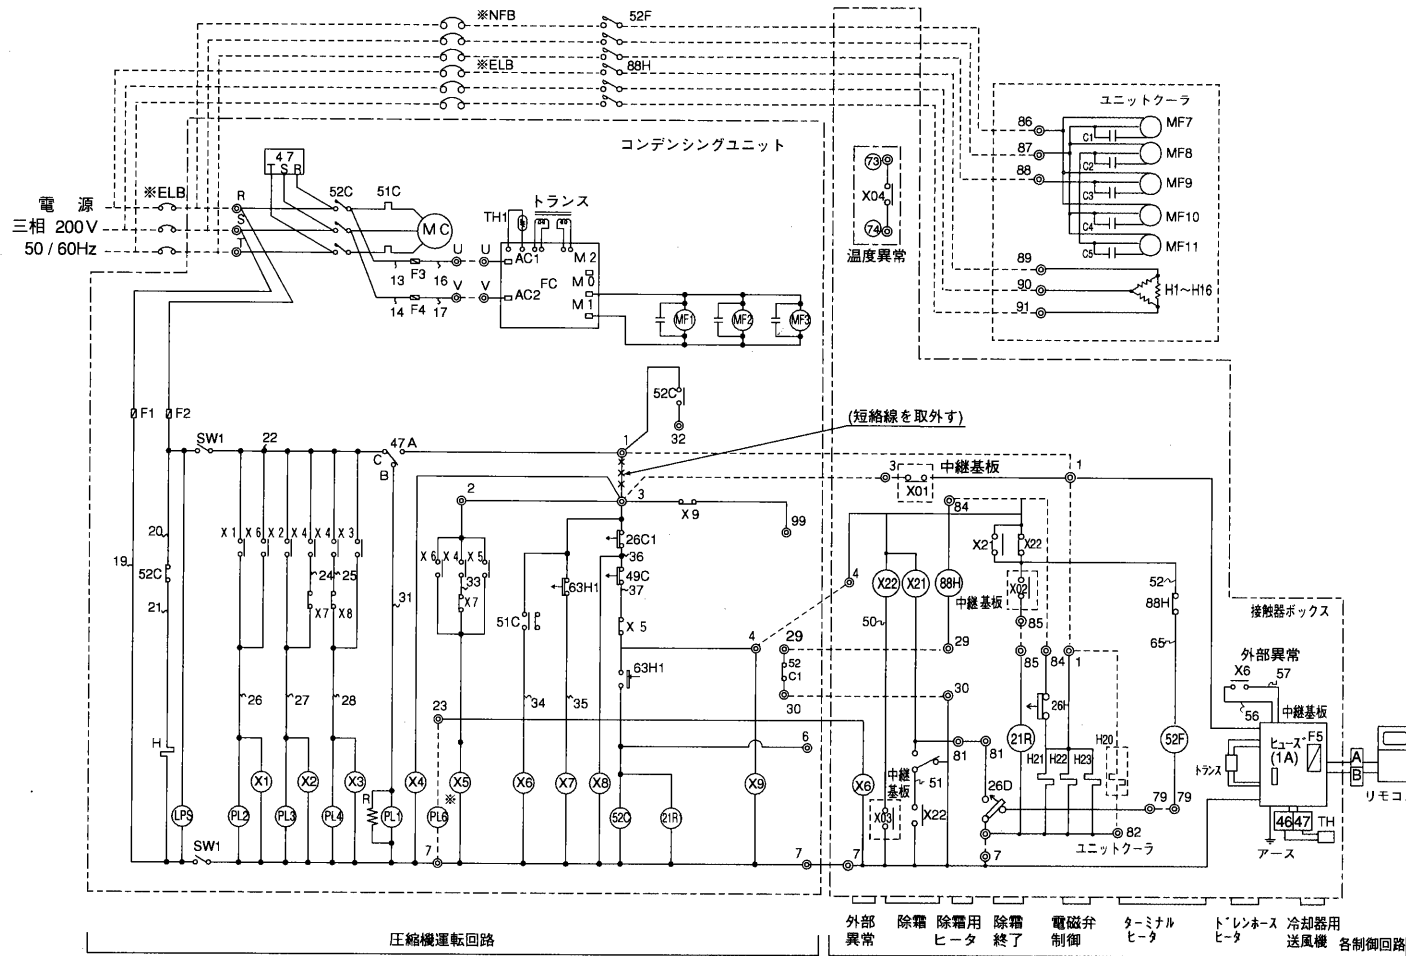 ※NFB
52F
※ELB
88H
ユニットクーラ
86
87
88
89
90
91
C1
C2
C3
C4
C5
MF7
MF8
MF9
MF10
MF11
H1～H16
コンデンシングユニット
73
X04
74
温度異常
電源
三相 200V
50/60Hz
※ELB
R
S
T
47
T S R
52C
51C
MC
13
F3
16
U
U
14
F4
17
V
V
TH1
トランス
AC1
AC2
FC
M2
M0
M1
MF1
MF2
MF3
F1
F2
SW1
22
47A
C
B
1
52C
32
(短絡線を取外す)
3
X9
99
2
19
20
52C
21
H
LPS
SW1
X1
X6
X2
X4
X4
X3
24
25
X7
X8
26
27
28
31
X1
X2
X3
PL2
PL3
PL4
R
PL1
X4
PL6
※
X5
X6
X4
X5
33
X7
23
7
51C
34
63H1
35
X6
X7
X8
26C1
36
49C
37
X5
63H1
52C
21R
4
X9
6
7
29
52
C1
30
3
中継基板
X01
1
4
84
X22
X21
88H
50
中継基板
X03
51
X22
X6
7
29
30
81
81
26D
7
X21
X22
中継基板
X02
85
85
84
1
21R
26H
H21
H22
H23
H20
ユニットクーラ
82
52
88H
65
52F
79
79
接触器ボックス
外部異常
X6
57
56
中継基板
ヒューズ
(1A)
F5
トランス
A
B
リモコ
46
47
TH
アース
圧縮機運転回路
外部異常
除霜
除霜用ヒータ
除霜終了
電磁弁制御
ターミナルヒータ
ドレンホースヒータ
冷却器用送風機
各制御回路